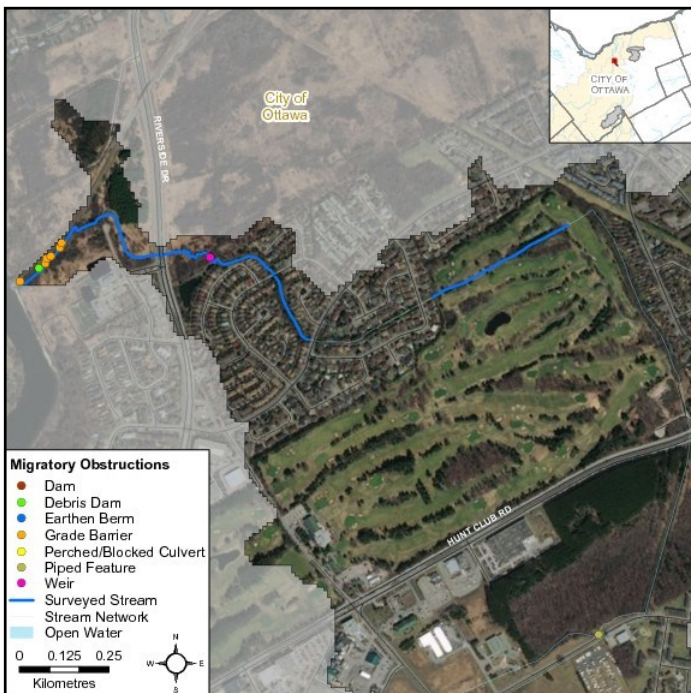 CITY OF
OTTAWA
City of
Ottawa
RIVERSIDE DR
HUNT CLUB RD
Migratory Obstructions
Dam
Debris Dam
Earthen Berm
Grade Barrier
Perched/Blocked Culvert
Piped Feature
Weir
Surveyed Stream
Stream Network
Open Water
0 0.125 0.25
Kilometres
N
W E
S